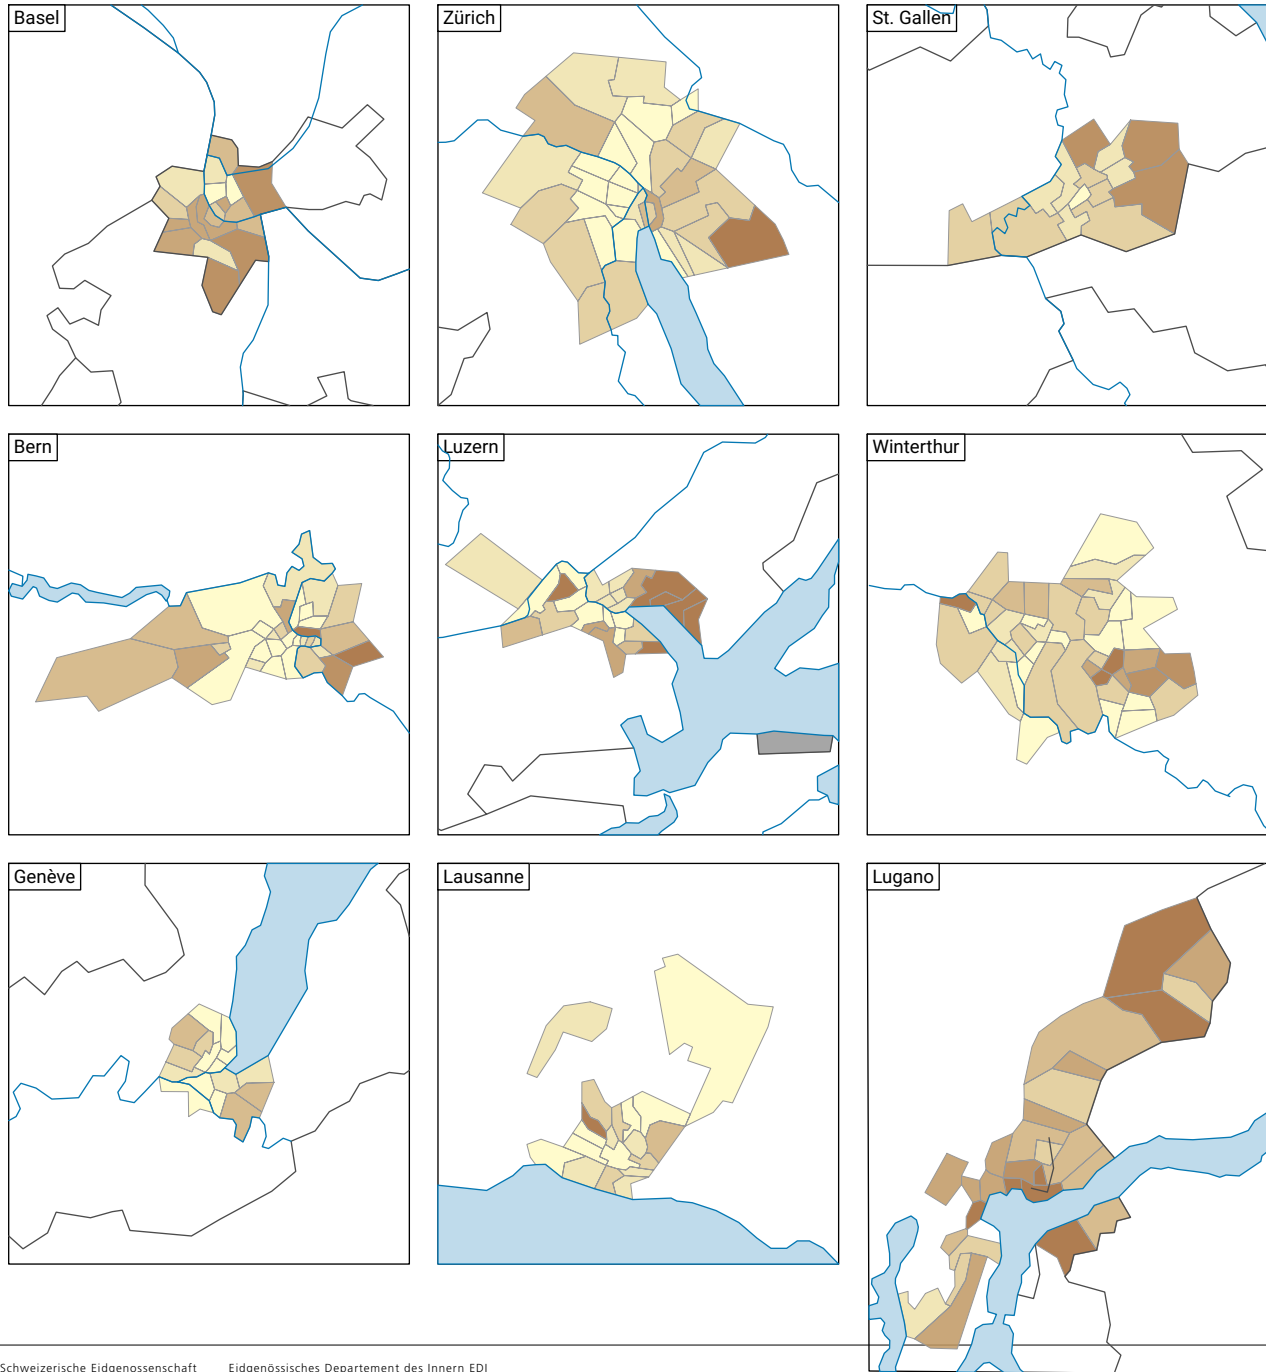 Basel
Zürich
St. Gallen
Bern
Luzern
Winterthur
Genève
Lausanne
Lugano
Schweizerische Eidgenossenschaft Eidgenössisches Departement des Innern EDI